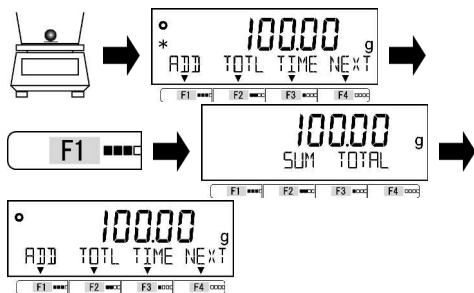 * 100.00 g
ADD TOTL TIME NEXT
F1 F2 F3 F4
F1
100.00 g
SUM TOTAL
F1 F2 F3 F4
100.00 g
ADD TOTL TIME NEXT
F1 F2 F3 F4